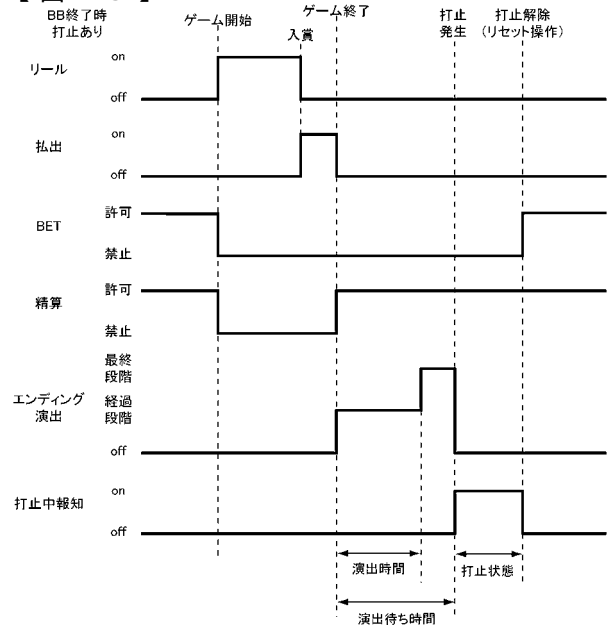 BB終了時
打止あり
ゲーム開始
ゲーム終了
入賞
打止
発生
打止解除
(リセット操作)
リール
on
off
払出
on
off
BET
許可
禁止
精算
許可
禁止
エンディング
演出
最終
段階
経過
段階
off
打止中報知
on
off
演出時間
打止状態
演出待ち時間